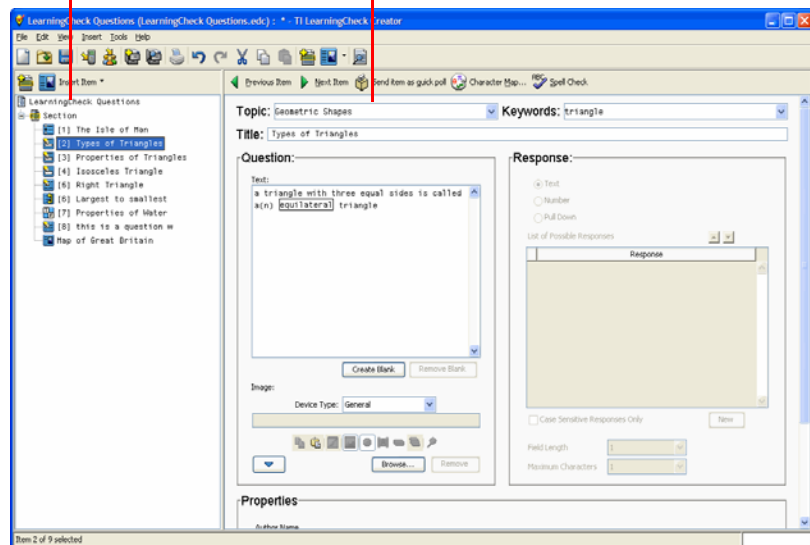 LearningCheck Questions (LearningCheck Questions.edc) : * - TI LearningCheck Creator
File Edit View Insert Tools Help
Insert Item
Previous Item Next Item Send item as quick poll Character Map... Spell Check
LearningCheck Questions
Section
[1] The Isle of Man
[2] Types of Triangles
[3] Properties of Triangles
[4] Isosceles Triangle
[5] Right Triangle
[6] Largest to smallest
[7] Properties of Water
[8] this is a question w
Map of Great Britain
Topic: Geometric Shapes Keywords: triangle
Title: Types of Triangles
Question:
Text:
a triangle with three equal sides is called
a(n) equilateral triangle
Create Blank Remove Blank
Image:
Device Type: General
Browse... Remove
Response:
Text
Number
Pull Down
List of Possible Responses
Response
Case Sensitive Responses Only New
Field Length 1
Maximum Characters 1
Properties
Author Name
Item 2 of 9 selected